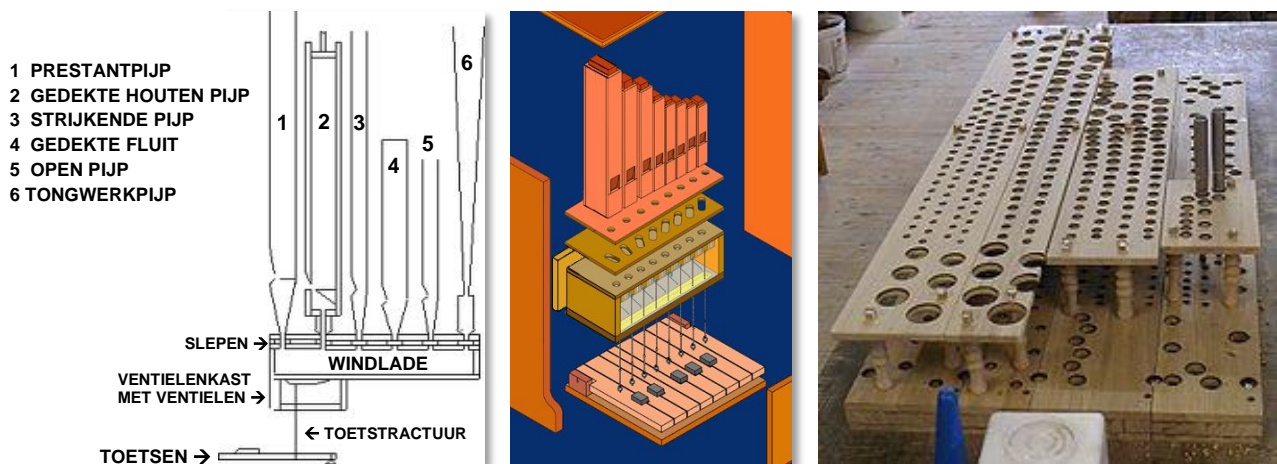 1 PRESTANTPIJP
2 GEDEKTE HOUTEN PIJP
3 STRIJKENDE PIJP
4 GEDEKTE FLUIT
5 OPEN PIJP
6 TONGWERKPIJP
1
2
3
4
5
6
SLEPEN →
WINDLADE
VENTIELENKAST
MET VENTIELEN →
← TOETSTRACTUUR
TOETSEN →